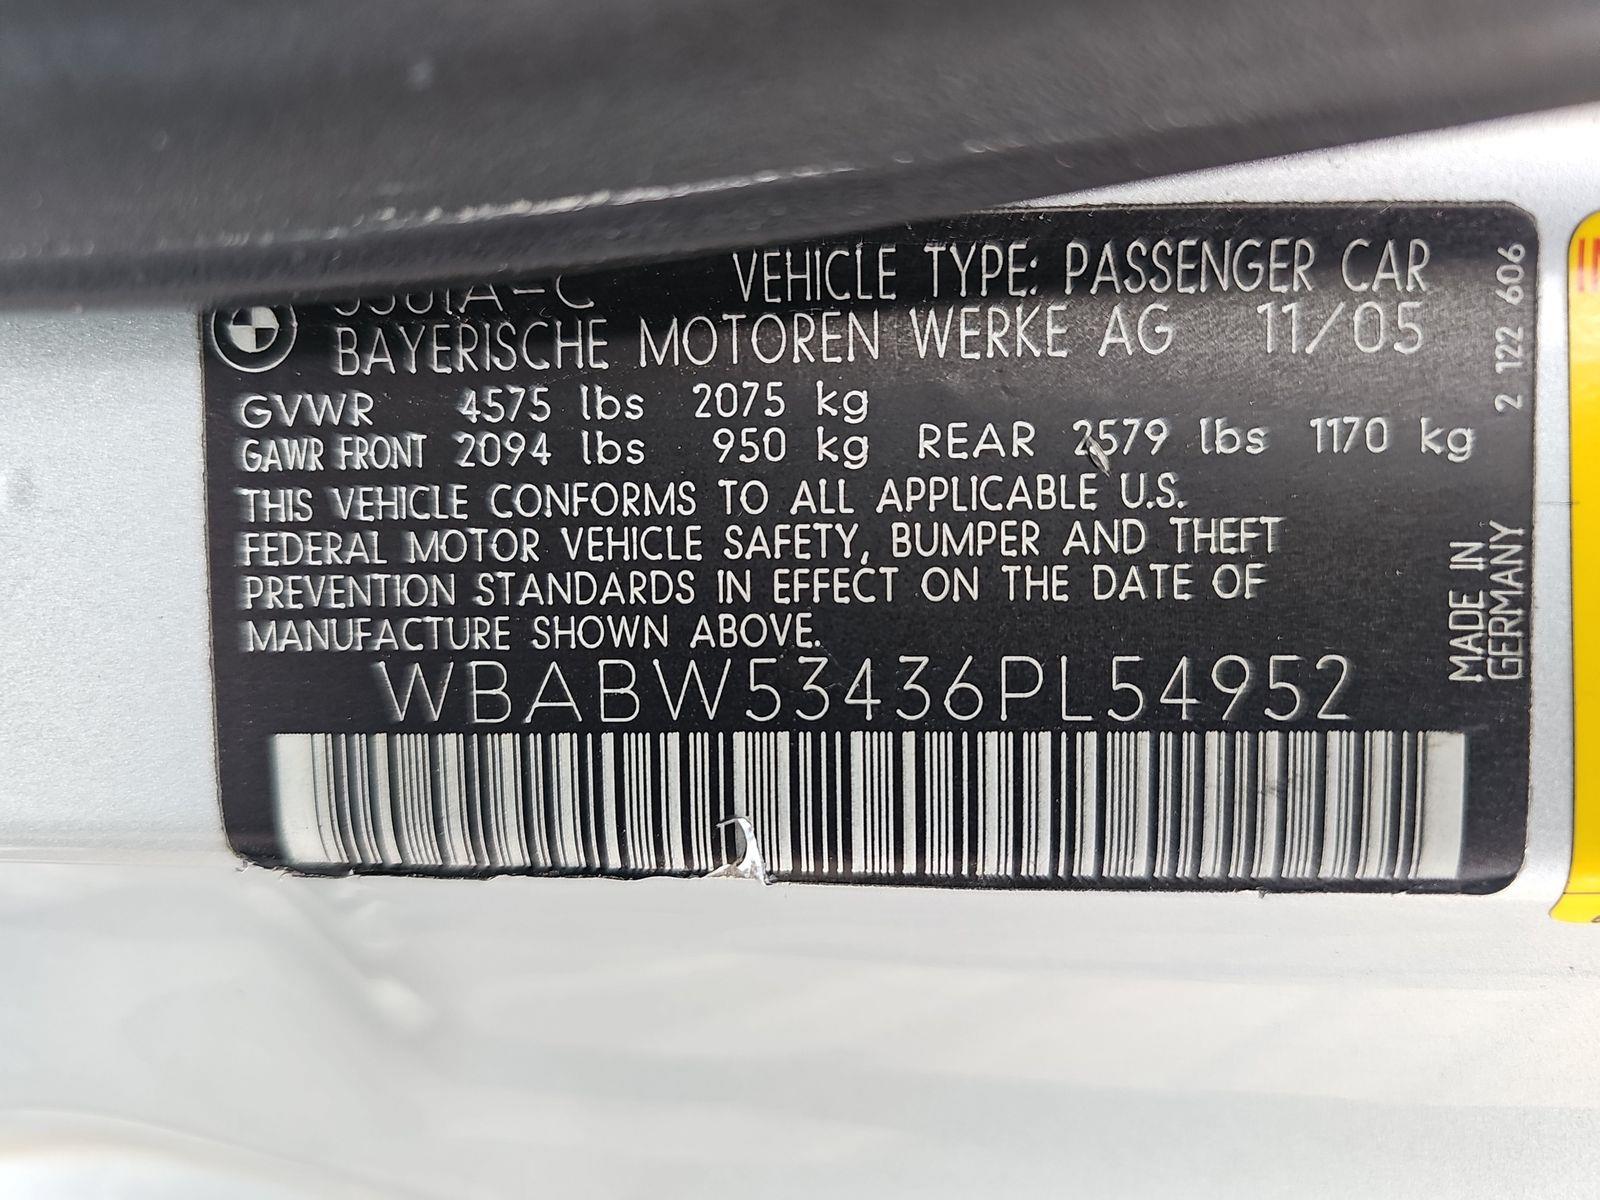 VEHICLE TYPE: PASSENGER CAR
BAYERISCHE MOTOREN WERKE AG 11/05
GVWR 4575 lbs 2075 kg
GAWR FRONT 2094 lbs 950 kg REAR 2579 lbs 1170 kg
THIS VEHICLE CONFORMS TO ALL APPLICABLE U.S.
FEDERAL MOTOR VEHICLE SAFETY, BUMPER AND THEFT
PREVENTION STANDARDS IN EFFECT ON THE DATE OF
MANUFACTURE SHOWN ABOVE.
WBABW53436PL54952
2 122 606
MADE IN
GERMANY